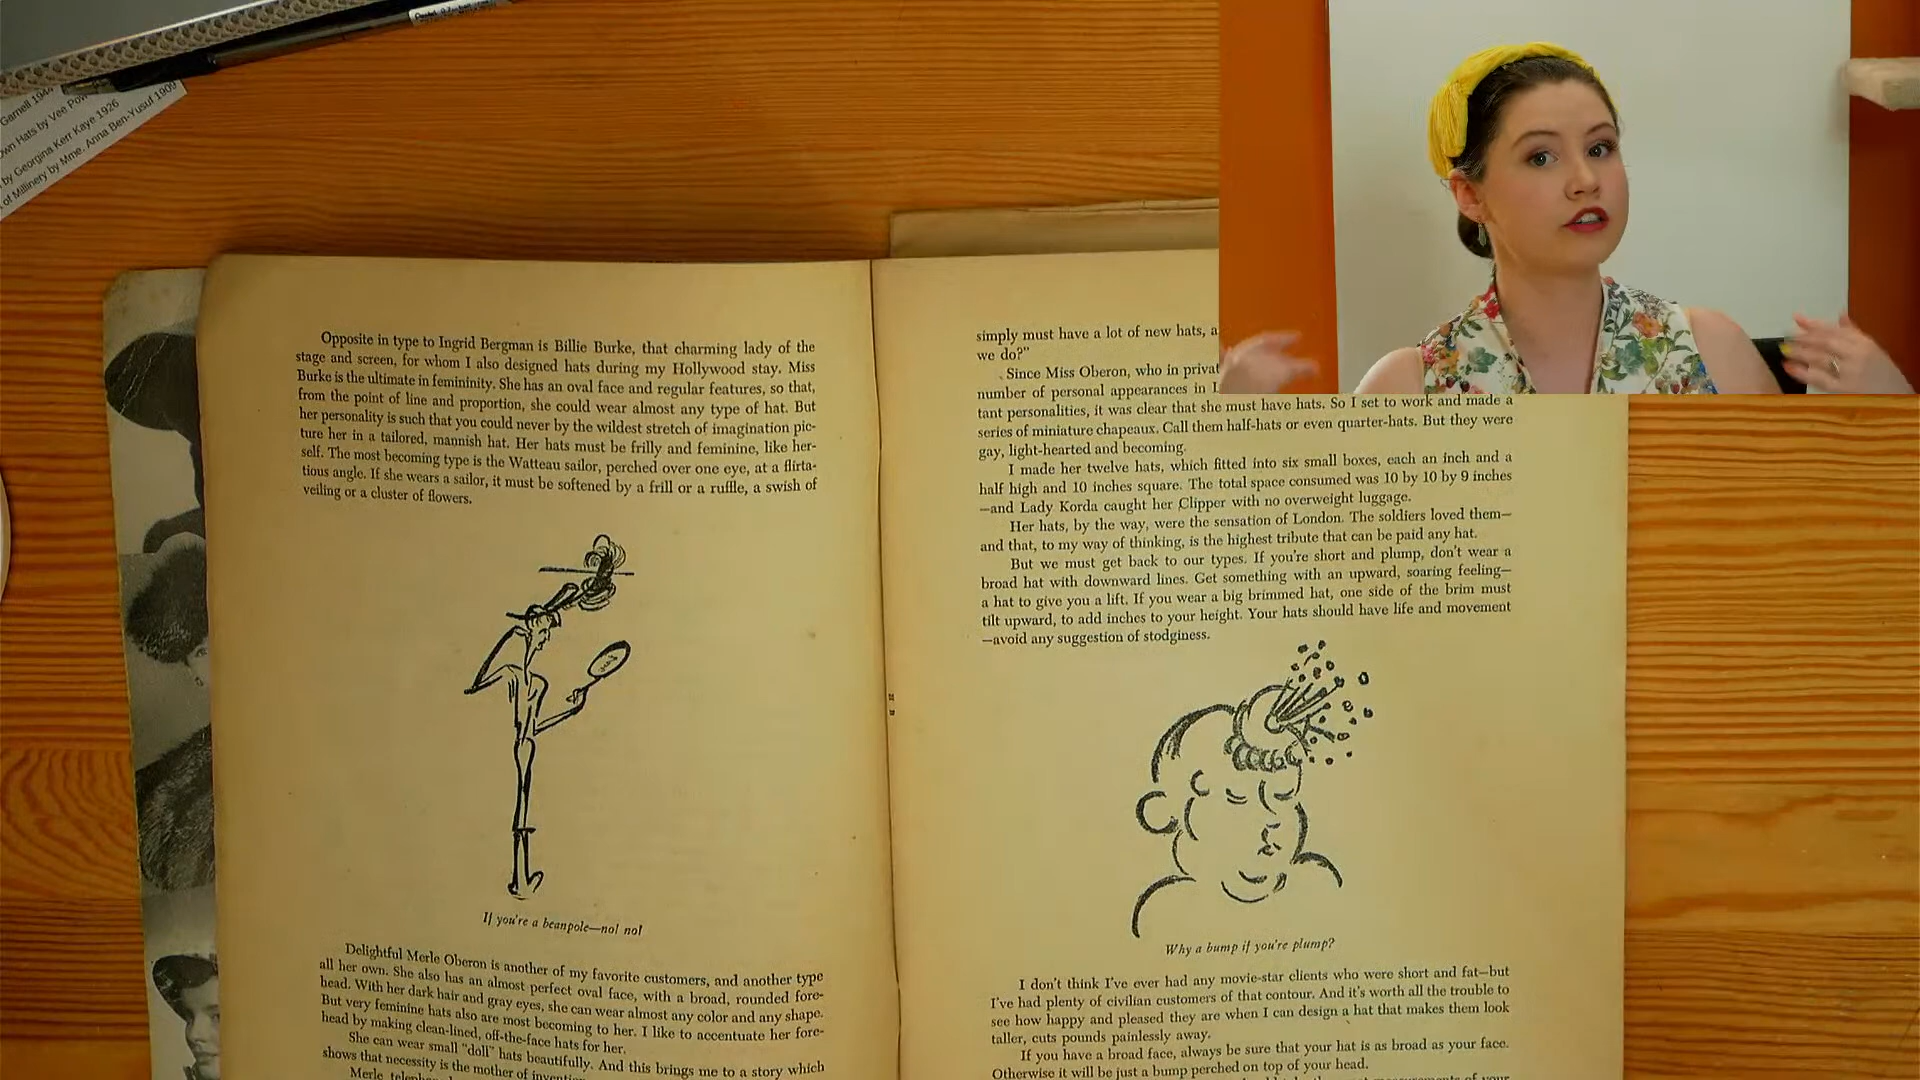 Garnell 1944
own Hats by Vee Pow
by Georgina Kerr Kaye 1926
of Millinery by Mme. Anna Ben-Yusuf 1909
Opposite in type to Ingrid Bergman is Billie Burke, that charming lady of the
stage and screen, for whom I also designed hats during my Hollywood stay. Miss
Burke is the ultimate in femininity. She has an oval face and regular features, so that,
from the point of line and proportion, she could wear almost any type of hat. But
her personality is such that you could never by the wildest stretch of imagination pic-
ture her in a tailored, mannish hat. Her hats must be frilly and feminine, like her-
self. The most becoming type is the Watteau sailor, perched over one eye, at a flirta-
tious angle. If she wears a sailor, it must be softened by a frill or a ruffle, a swish of
veiling or a cluster of flowers.
If you're a beanpole—no! no!
Delightful Merle Oberon is another of my favorite customers, and another type
all her own. She also has an almost perfect oval face, with a broad, rounded fore-
head. With her dark hair and gray eyes, she can wear almost any color and any shape.
But very feminine hats also are most becoming to her. I like to accentuate her fore-
head by making clean-lined, off-the-face hats for her.
She can wear small "doll" hats beautifully. And this brings me to a story which
shows that necessity is the mother of invention
Merle
simply must have a lot of new hats, a
we do?"
Since Miss Oberon, who in privat
number of personal appearances in L
tant personalities, it was clear that she must have hats. So I set to work and made a
series of miniature chapeaux. Call them half-hats or even quarter-hats. But they were
gay, light-hearted and becoming.
I made her twelve hats, which fitted into six small boxes, each an inch and a
half high and 10 inches square. The total space consumed was 10 by 10 by 9 inches
—and Lady Korda caught her Clipper with no overweight luggage.
Her hats, by the way, were the sensation of London. The soldiers loved them—
and that, to my way of thinking, is the highest tribute that can be paid any hat.
But we must get back to our types. If you're short and plump, don't wear a
broad hat with downward lines. Get something with an upward, soaring feeling—
a hat to give you a lift. If you wear a big brimmed hat, one side of the brim must
tilt upward, to add inches to your height. Your hats should have life and movement
—avoid any suggestion of stodginess.
Why a bump if you're plump?
I don't think I've ever had any movie-star clients who were short and fat—but
I've had plenty of civilian customers of that contour. And it's worth all the trouble to
see how happy and pleased they are when I can design a hat that makes them look
taller, cuts pounds painlessly away.
If you have a broad face, always be sure that your hat is as broad as your face.
Otherwise it will be just a bump perched on top of your head.